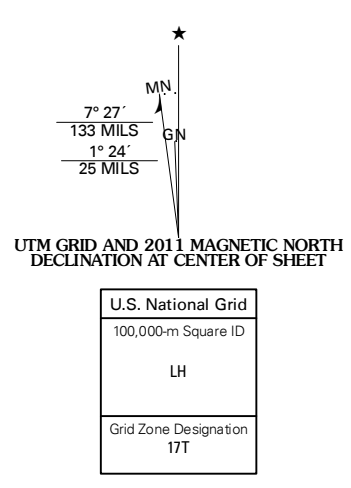 ★
MN
7° 27´
133 MILS
GN
1° 24´
25 MILS
UTM GRID AND 2011 MAGNETIC NORTH
DECLINATION AT CENTER OF SHEET
U.S. National Grid
100,000-m Square ID
LH
Grid Zone Designation
17T